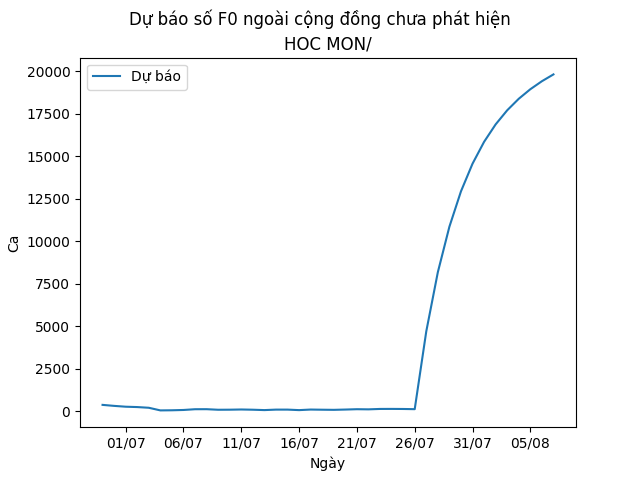 Dự báo số F0 ngoài cộng đồng chưa phát hiện
HOC MON/
Dự báo
20000
17500
15000
12500
10000
7500
5000
2500
0
Ca
01/07 06/07 11/07 16/07 21/07 26/07 31/07 05/08
Ngày